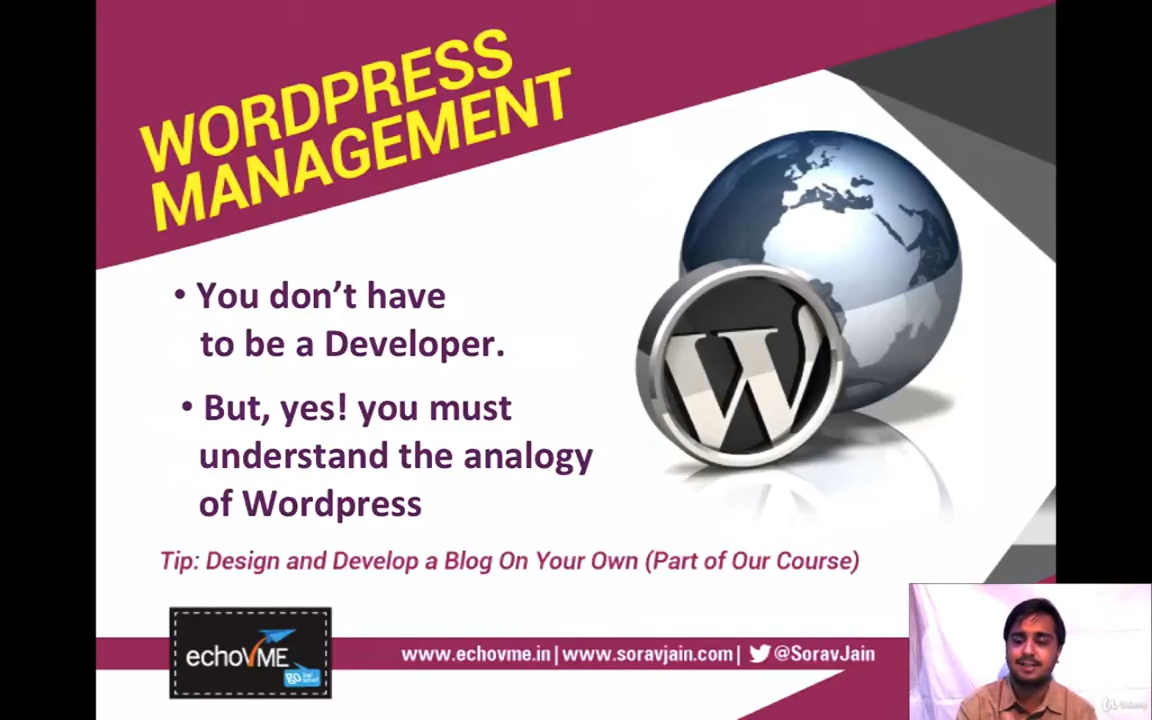 WORDPRESS
MANAGEMENT
• You don't have
to be a Developer.
• But, yes! you must
understand the analogy
of Wordpress
Tip: Design and Develop a Blog On Your Own (Part of Our Course)
echoVME
www.echovme.in|www.soravjain.com| @SoravJain
Udemy